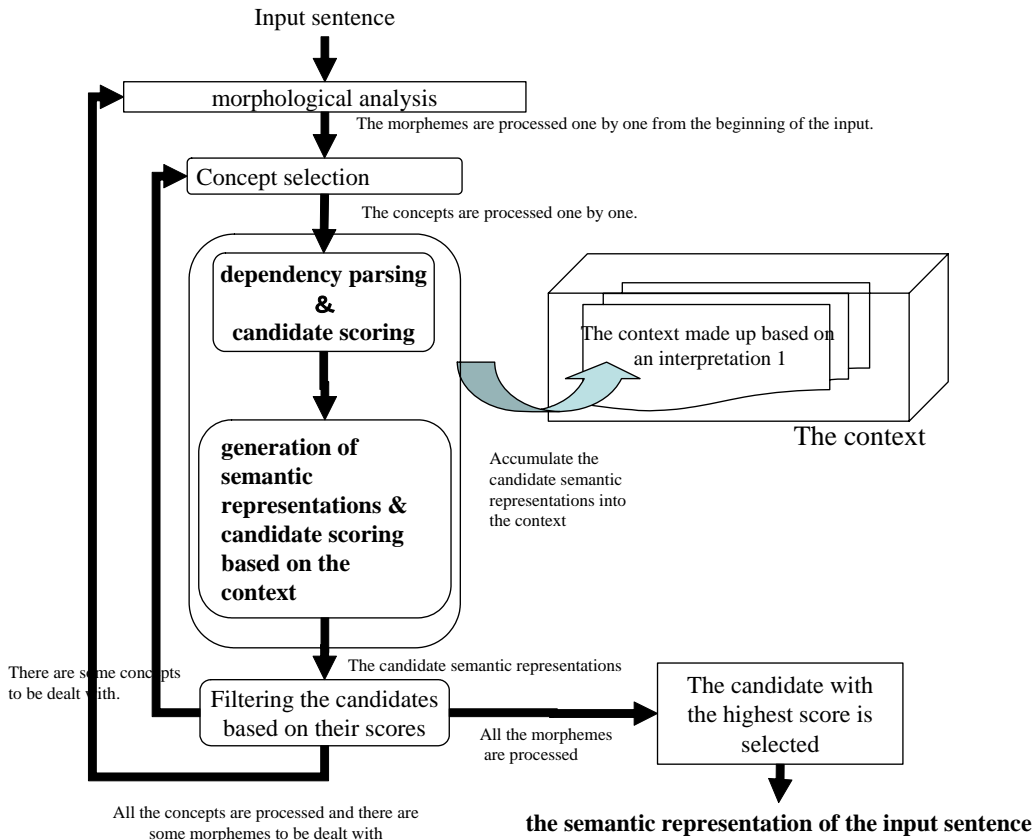 Input sentence
morphological analysis
The morphemes are processed one by one from the beginning of the input.
Concept selection
The concepts are processed one by one.
dependency parsing
&
candidate scoring
The context made up based on
an interpretation 1
The context
generation of
semantic
representations &
candidate scoring
based on the
context
Accumulate the
candidate semantic
representations into
the context
There are some concepts
to be dealt with.
The candidate semantic representations
Filtering the candidates
based on their scores
All the morphemes
are processed
The candidate with
the highest score is
selected
All the concepts are processed and there are
some morphemes to be dealt with
the semantic representation of the input sentence